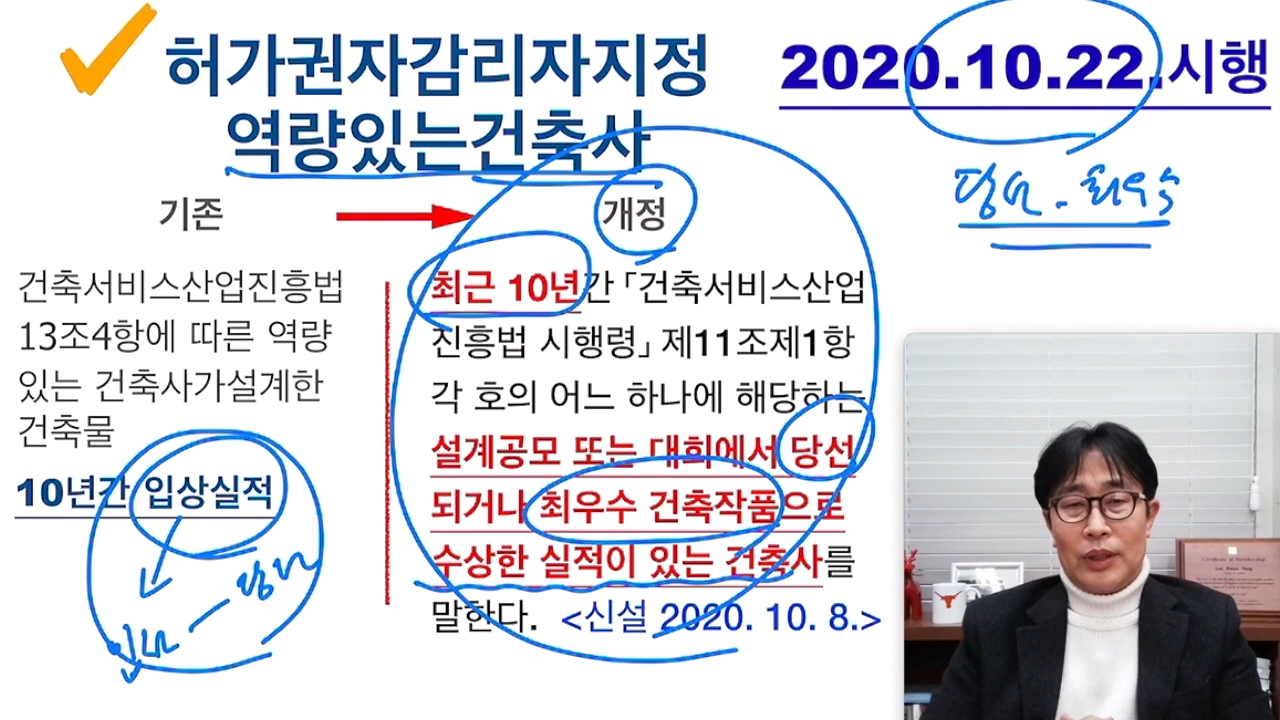 허가권자감리자지정
역량있는건축사
2020.10.22.시행
당선 - 최우수
기존
개정
건축서비스산업진흥법
13조4항에 따른 역량
있는 건축사가설계한
건축물
10년간 입상실적
당선
최근 10년간 「건축서비스산업
진흥법 시행령」 제11조제1항
각 호의 어느 하나에 해당하는
설계공모 또는 대회에서 당선
되거나 최우수 건축작품으로
수상한 실적이 있는 건축사를
말한다. <신설 2020. 10. 8.>
Certificate of Membership